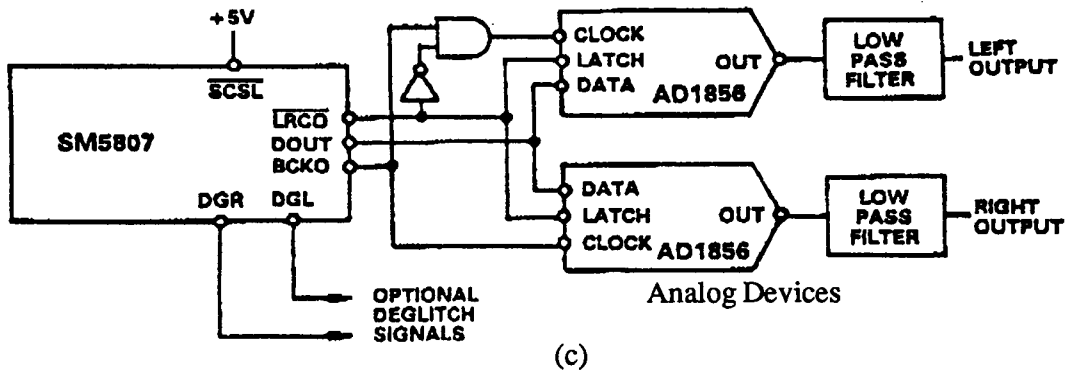 +5V
SCSL
SM5807
LRCO
DOUT
BCKO
DGR
DGL
OPTIONAL
DEGLITCH
SIGNALS
CLOCK
LATCH
DATA
OUT
AD1856
LOW
PASS
FILTER
LEFT
OUTPUT
DATA
LATCH
CLOCK
OUT
AD1856
LOW
PASS
FILTER
RIGHT
OUTPUT
Analog Devices
(c)